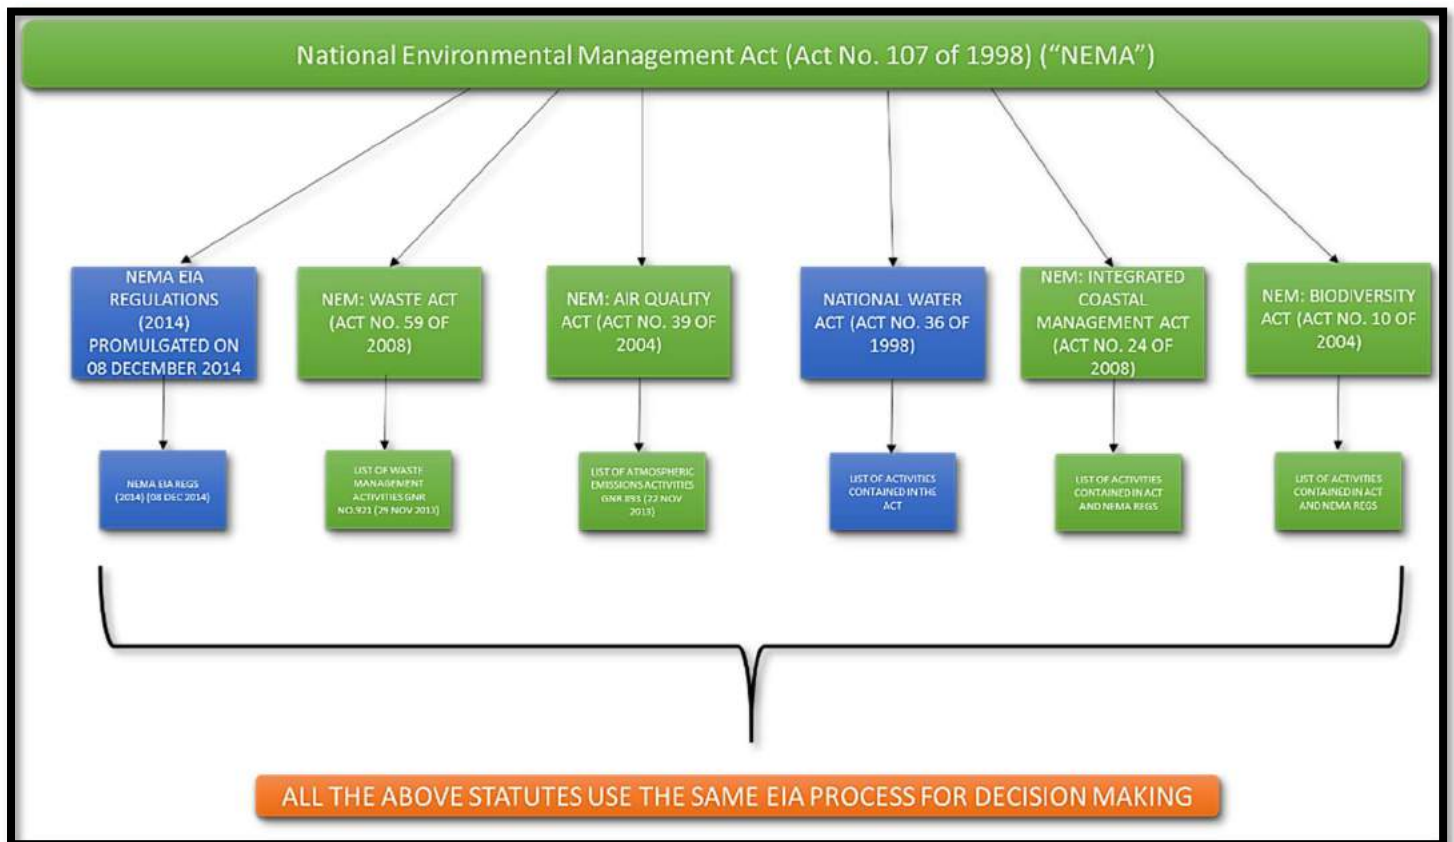 National Environmental Management Act (Act No. 107 of 1998) (“NEMA”)
NEMA EIA
REGULATIONS
(2014)
PROMULGATED ON
08 DECEMBER 2014
NEM: WASTE ACT
(ACT NO. 59 OF
2008)
NEM: AIR QUALITY
ACT (ACT NO. 39 OF
2004)
NATIONAL WATER
ACT (ACT NO. 36 OF
1998)
NEM: INTEGRATED
COASTAL
MANAGEMENT ACT
(ACT NO. 24 OF
2008)
NEM: BIODIVERSITY
ACT (ACT NO. 10 OF
2004)
NEMA EIA REGS
(2014) (08 DEC 2014)
LIST OF WASTE
MANAGEMENT
ACTIVITIES GNR
NO.921 (29 NOV 2013)
LIST OF ATMOSPHERIC
EMISSIONS ACTIVITIES
GNR 893 (22 NOV
2013)
LIST OF ACTIVITIES
CONTAINED IN THE
ACT
LIST OF ACTIVITIES
CONTAINED IN ACT
AND NEMA REGS
LIST OF ACTIVITIES
CONTAINED IN ACT
AND NEMA REGS
ALL THE ABOVE STATUTES USE THE SAME EIA PROCESS FOR DECISION MAKING